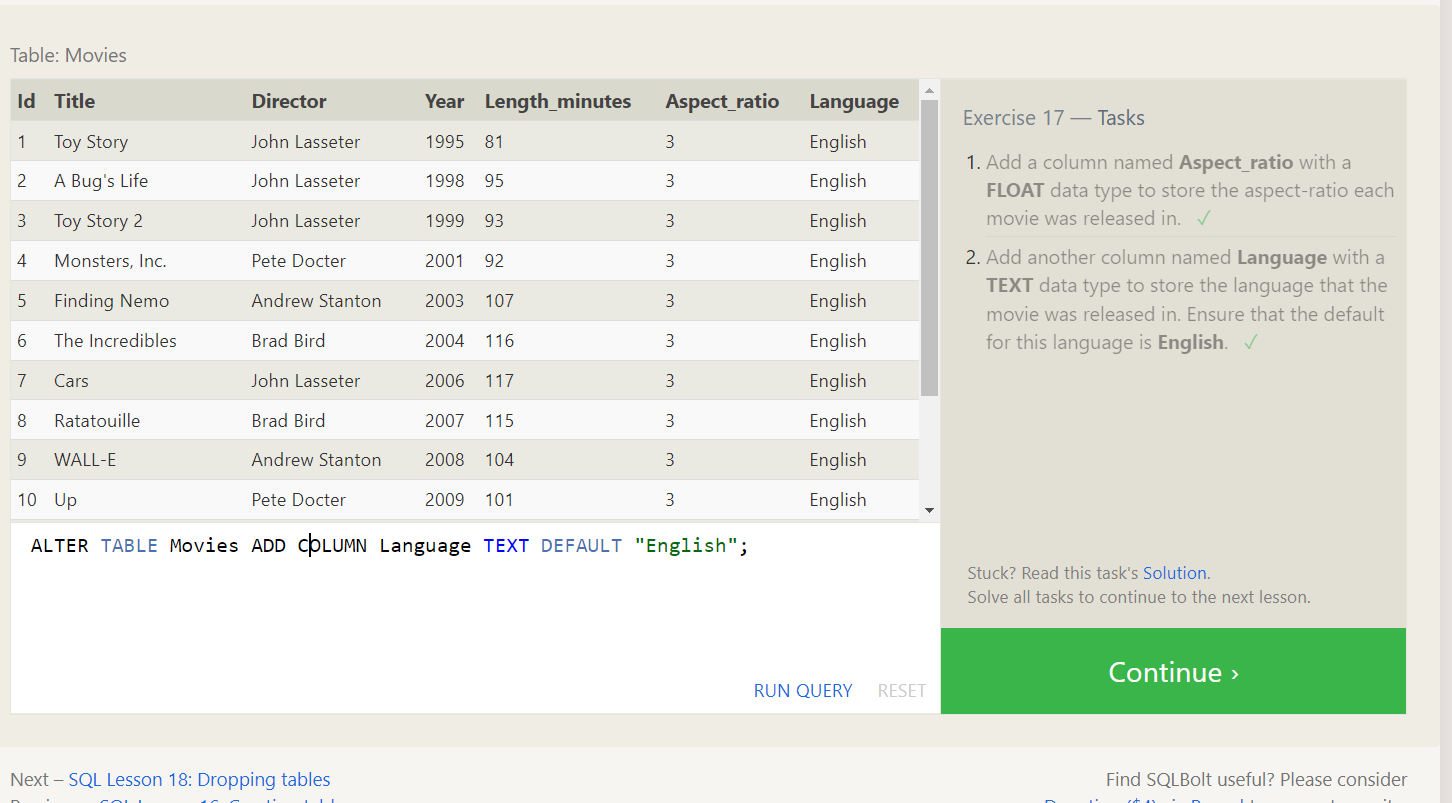 Table: Movies
Id Title Director Year Length_minutes Aspect_ratio Language
1 Toy Story John Lasseter 1995 81 3 English
2 A Bug's Life John Lasseter 1998 95 3 English
3 Toy Story 2 John Lasseter 1999 93 3 English
4 Monsters, Inc. Pete Docter 2001 92 3 English
5 Finding Nemo Andrew Stanton 2003 107 3 English
6 The Incredibles Brad Bird 2004 116 3 English
7 Cars John Lasseter 2006 117 3 English
8 Ratatouille Brad Bird 2007 115 3 English
9 WALL-E Andrew Stanton 2008 104 3 English
10 Up Pete Docter 2009 101 3 English
ALTER TABLE Movies ADD COLUMN Language TEXT DEFAULT "English";
RUN QUERY RESET
Exercise 17 — Tasks
1. Add a column named Aspect_ratio with a
FLOAT data type to store the aspect-ratio each
movie was released in. ✓
2. Add another column named Language with a
TEXT data type to store the language that the
movie was released in. Ensure that the default
for this language is English. ✓
Stuck? Read this task's Solution.
Solve all tasks to continue to the next lesson.
Continue ›
Next – SQL Lesson 18: Dropping tables
Find SQLBolt useful? Please consider